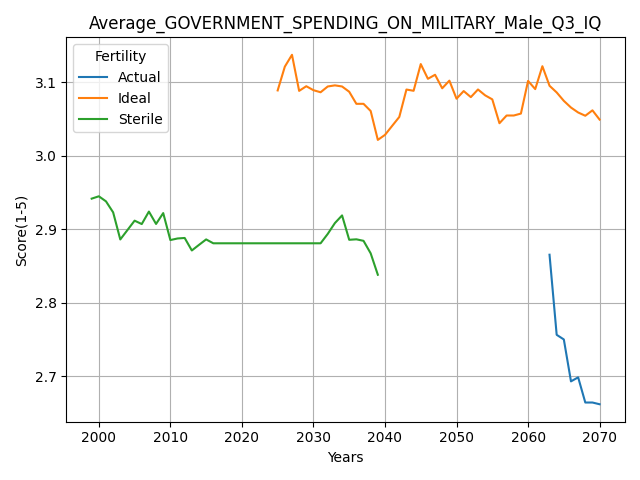 Average_GOVERNMENT_SPENDING_ON_MILITARY_Male_Q3_IQ
Fertility
Actual
Ideal
Sterile
Score(1-5)
3.1
3.0
2.9
2.8
2.7
2000 2010 2020 2030 2040 2050 2060 2070
Years